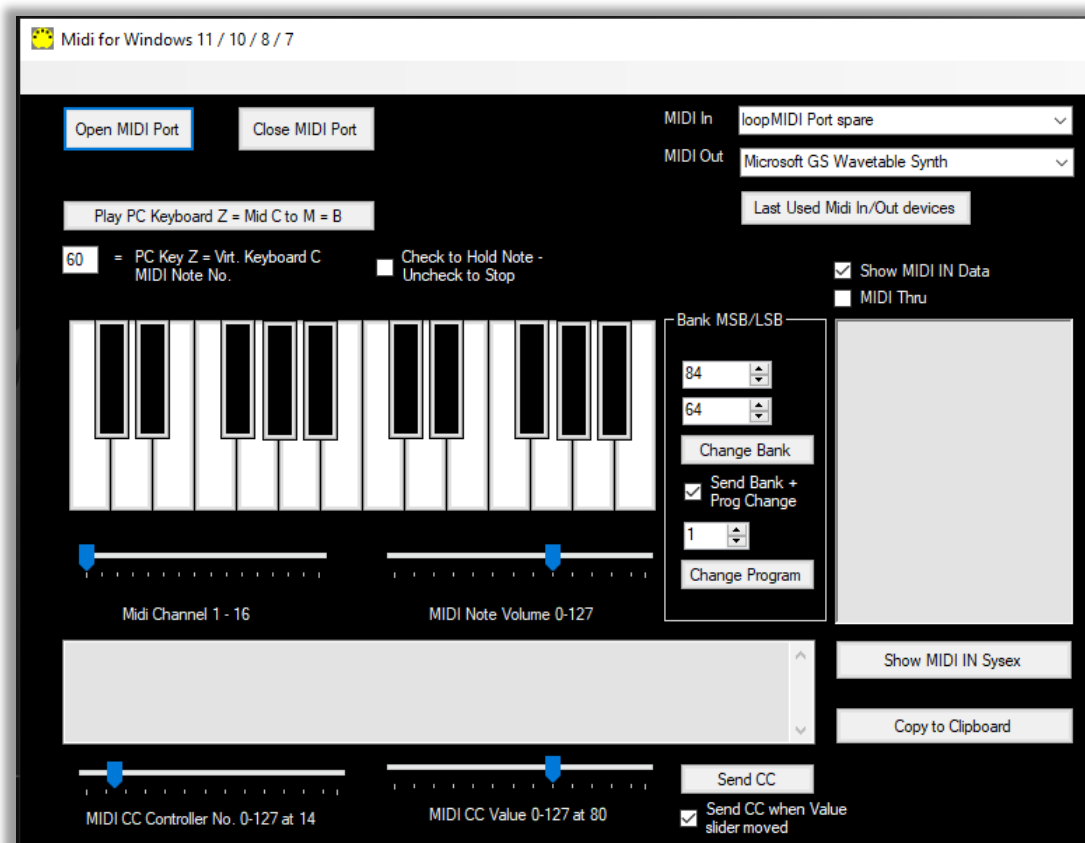 Midi for Windows 11 / 10 / 8 / 7
Open MIDI Port
Close MIDI Port
MIDI In
loopMIDI Port spare
MIDI Out
Microsoft GS Wavetable Synth
Last Used Midi In/Out devices
Play PC Keyboard Z = Mid C to M = B
60
= PC Key Z = Virt. Keyboard C
MIDI Note No.
Check to Hold Note -
Uncheck to Stop
Show MIDI IN Data
MIDI Thru
Bank MSB/LSB
84
64
Change Bank
Send Bank +
Prog Change
1
Change Program
Midi Channel 1 - 16
MIDI Note Volume 0-127
Show MIDI IN Sysex
Copy to Clipboard
MIDI CC Controller No. 0-127 at 14
MIDI CC Value 0-127 at 80
Send CC
Send CC when Value
slider moved